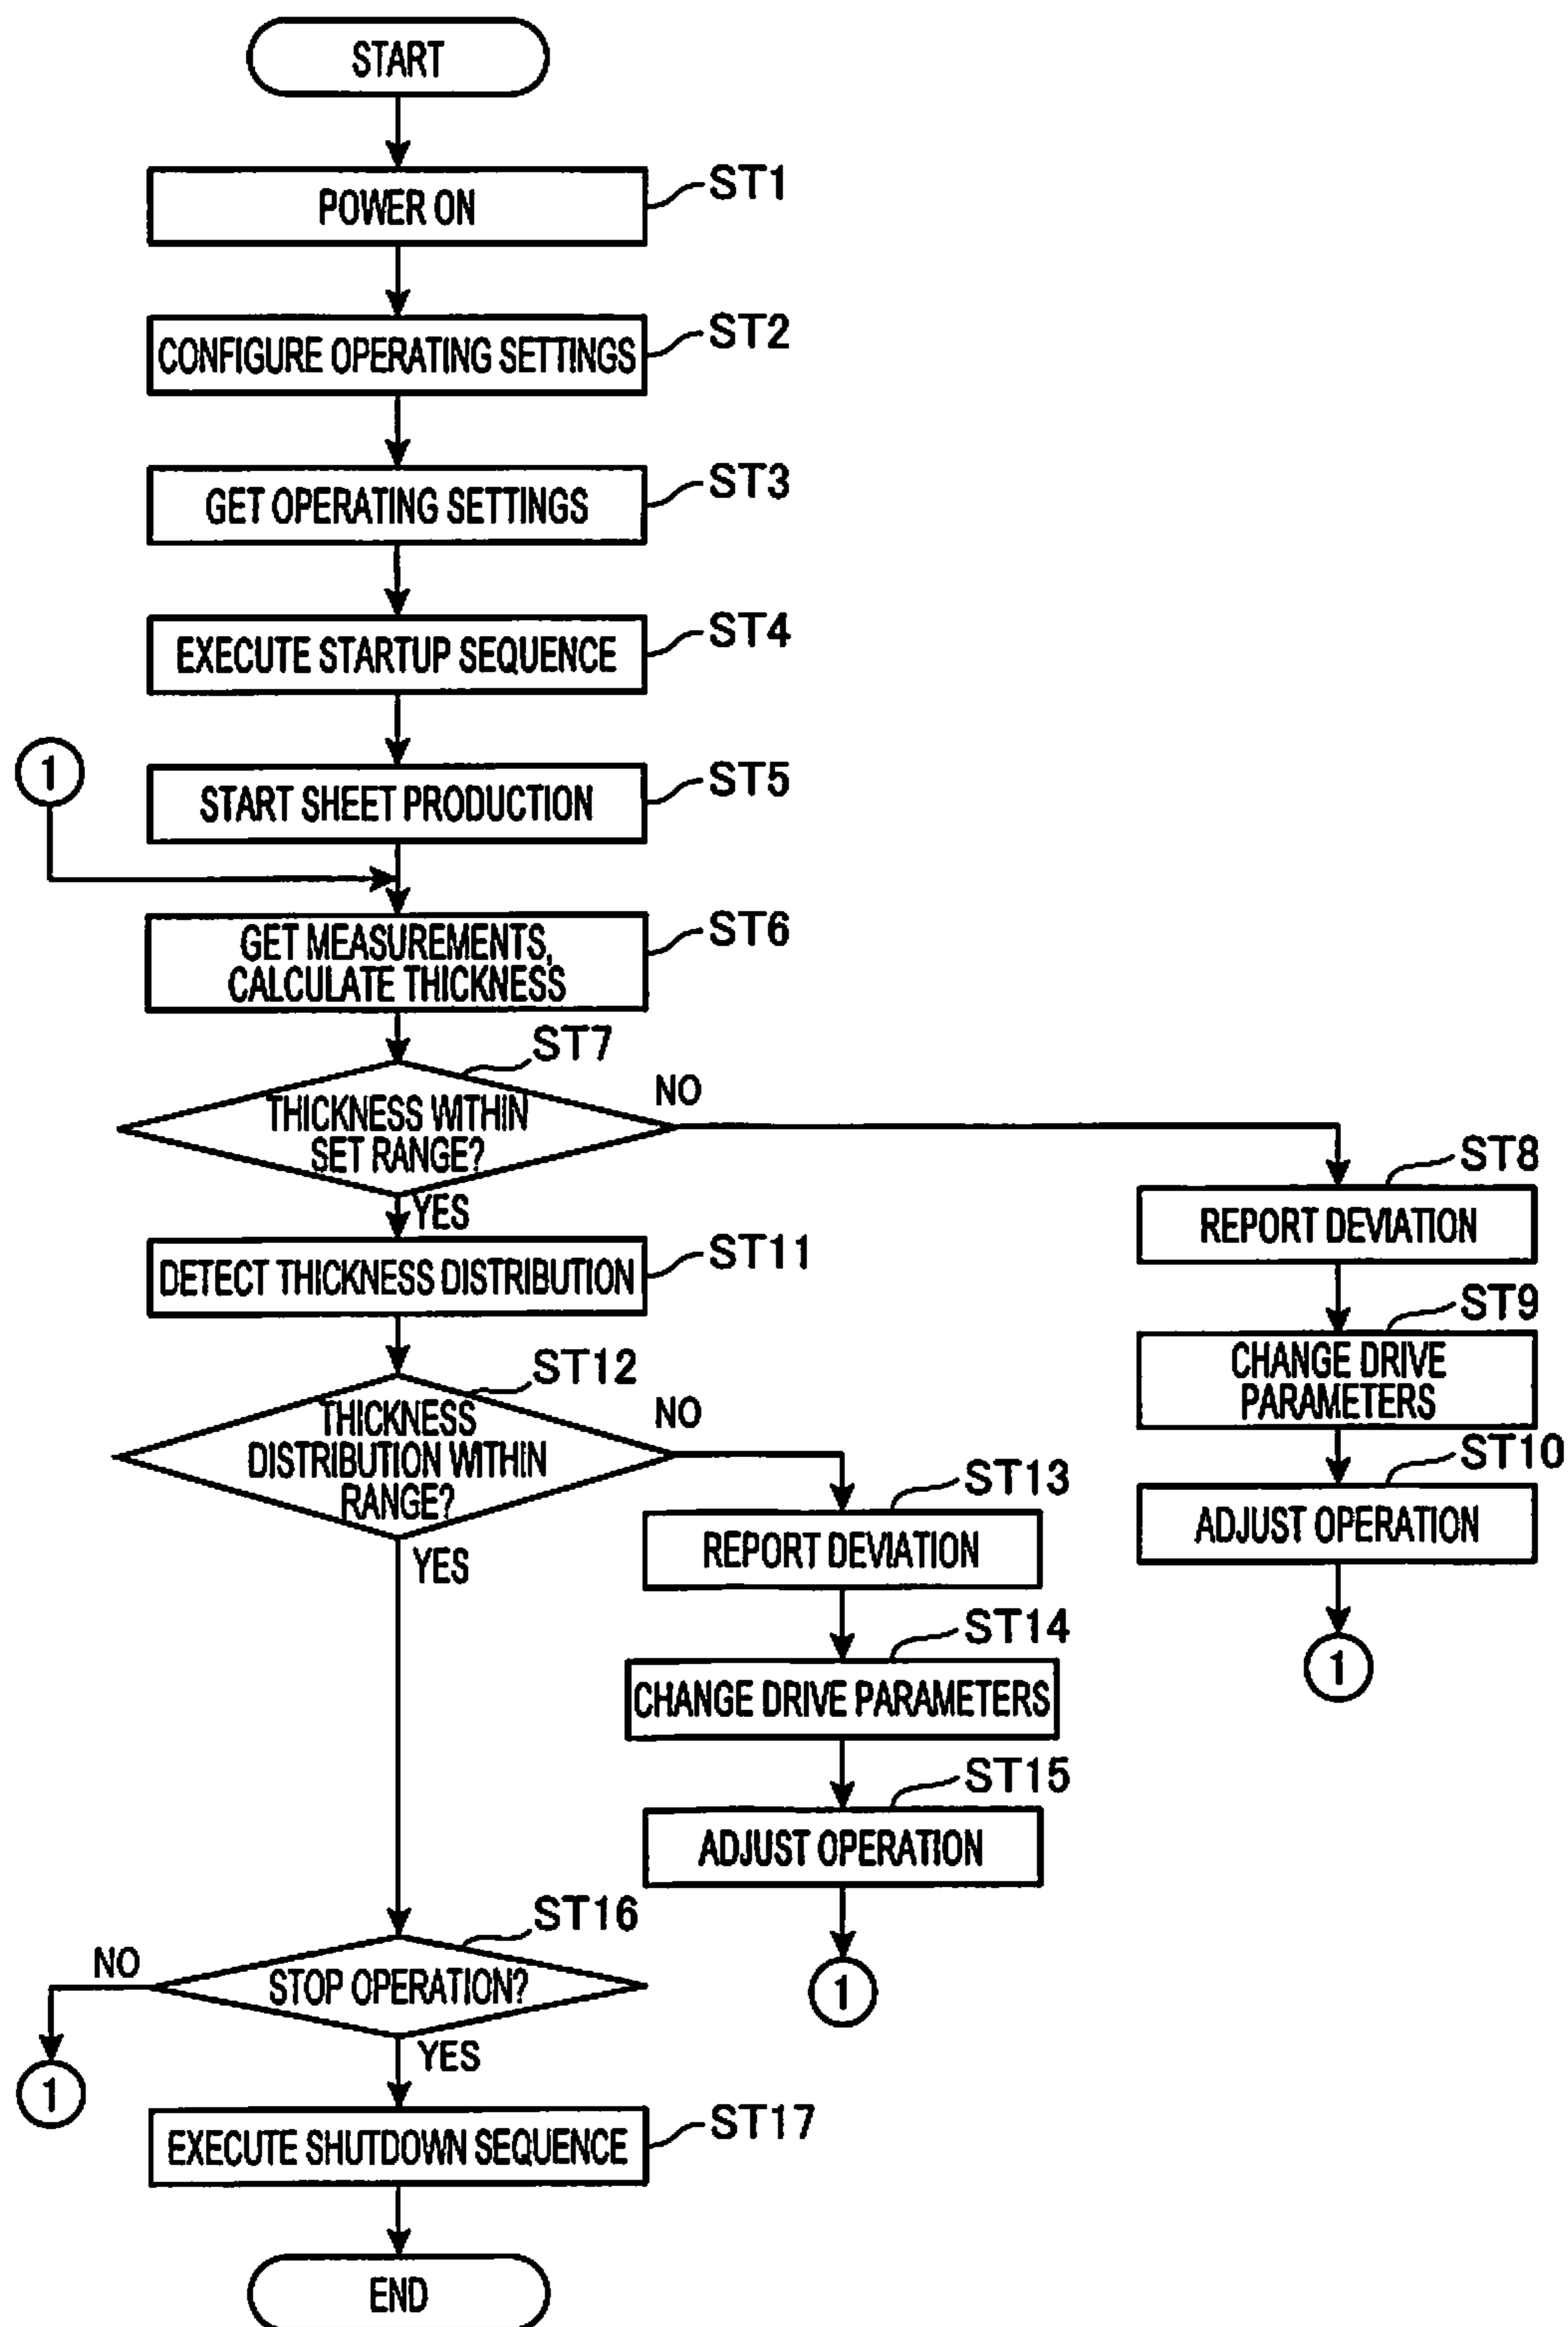 START
POWER ON
ST1
CONFIGURE OPERATING SETTINGS
ST2
GET OPERATING SETTINGS
ST3
EXECUTE STARTUP SEQUENCE
ST4
1
START SHEET PRODUCTION
ST5
GET MEASUREMENTS,
CALCULATE THICKNESS
ST6
ST7
THICKNESS WITHIN
SET RANGE?
NO
YES
ST8
REPORT DEVIATION
ST9
CHANGE DRIVE
PARAMETERS
ST10
ADJUST OPERATION
1
DETECT THICKNESS DISTRIBUTION
ST11
ST12
THICKNESS
DISTRIBUTION WITHIN
RANGE?
NO
YES
ST13
REPORT DEVIATION
ST14
CHANGE DRIVE PARAMETERS
ST15
ADJUST OPERATION
1
ST16
STOP OPERATION?
NO
1
YES
EXECUTE SHUTDOWN SEQUENCE
ST17
END